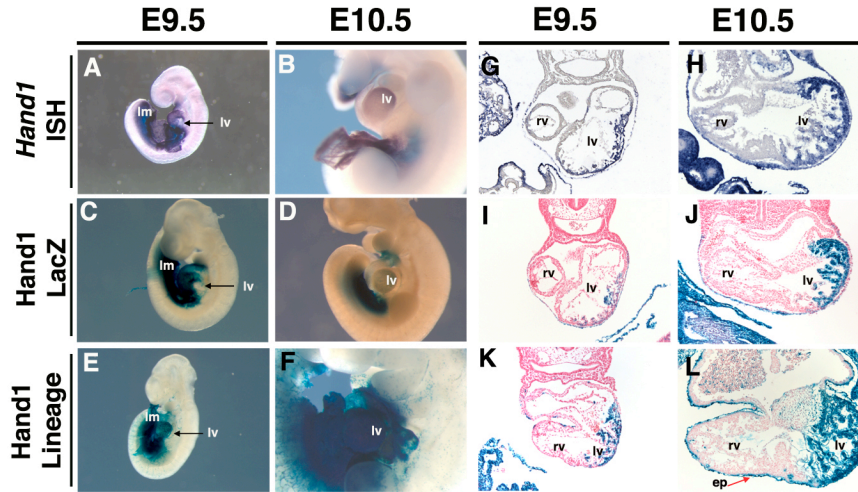 E9.5 E10.5 E9.5 E10.5
Hand1 ISH
A lm lv
B lv
G rv lv
H rv lv
Hand1 LacZ
C lm lv
D lv
I rv lv
J rv lv
Hand1 Lineage
E lm lv
F lv
K rv lv
L rv lv ep